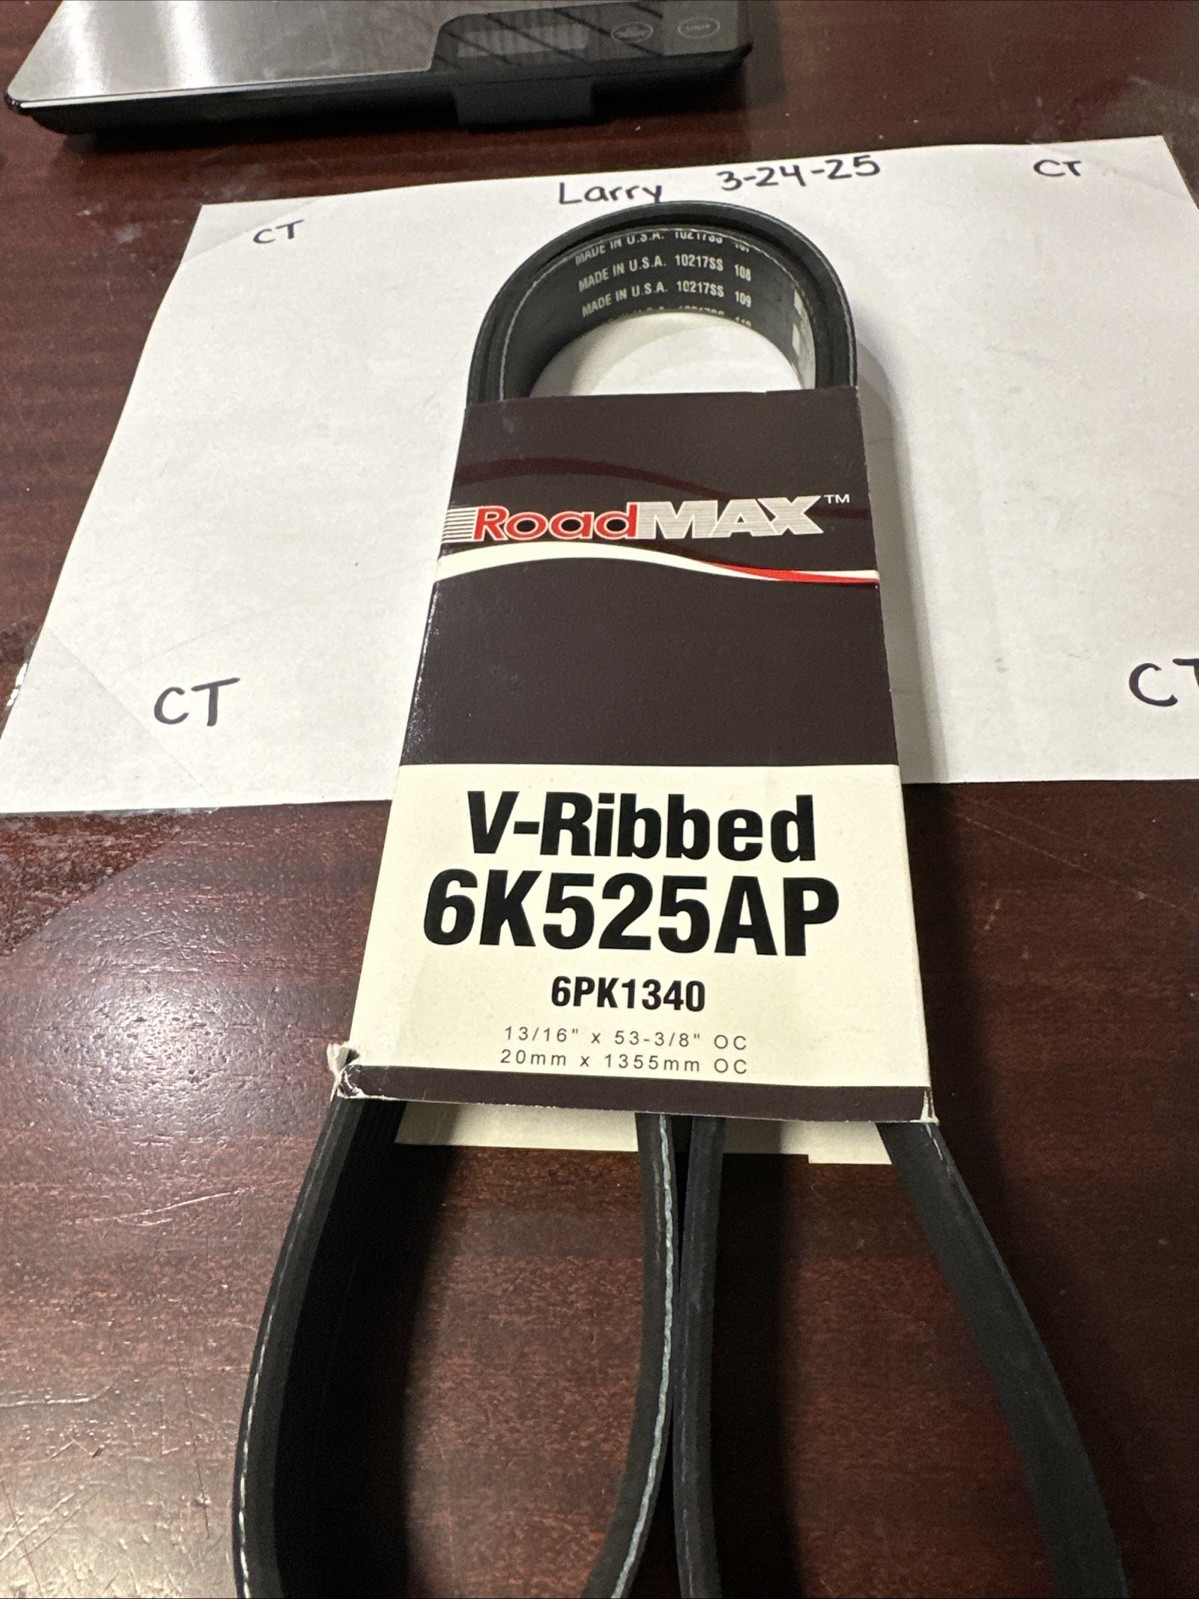 Larry 3-24-25
CT
CT
MADE IN U.S.A. 10217SS
MADE IN U.S.A. 10217SS 108
MADE IN U.S.A. 10217SS 109
RoadMAX™
CT
CT
V-Ribbed
6K525AP
6PK1340
13/16" x 53-3/8" OC
20mm x 1355mm OC